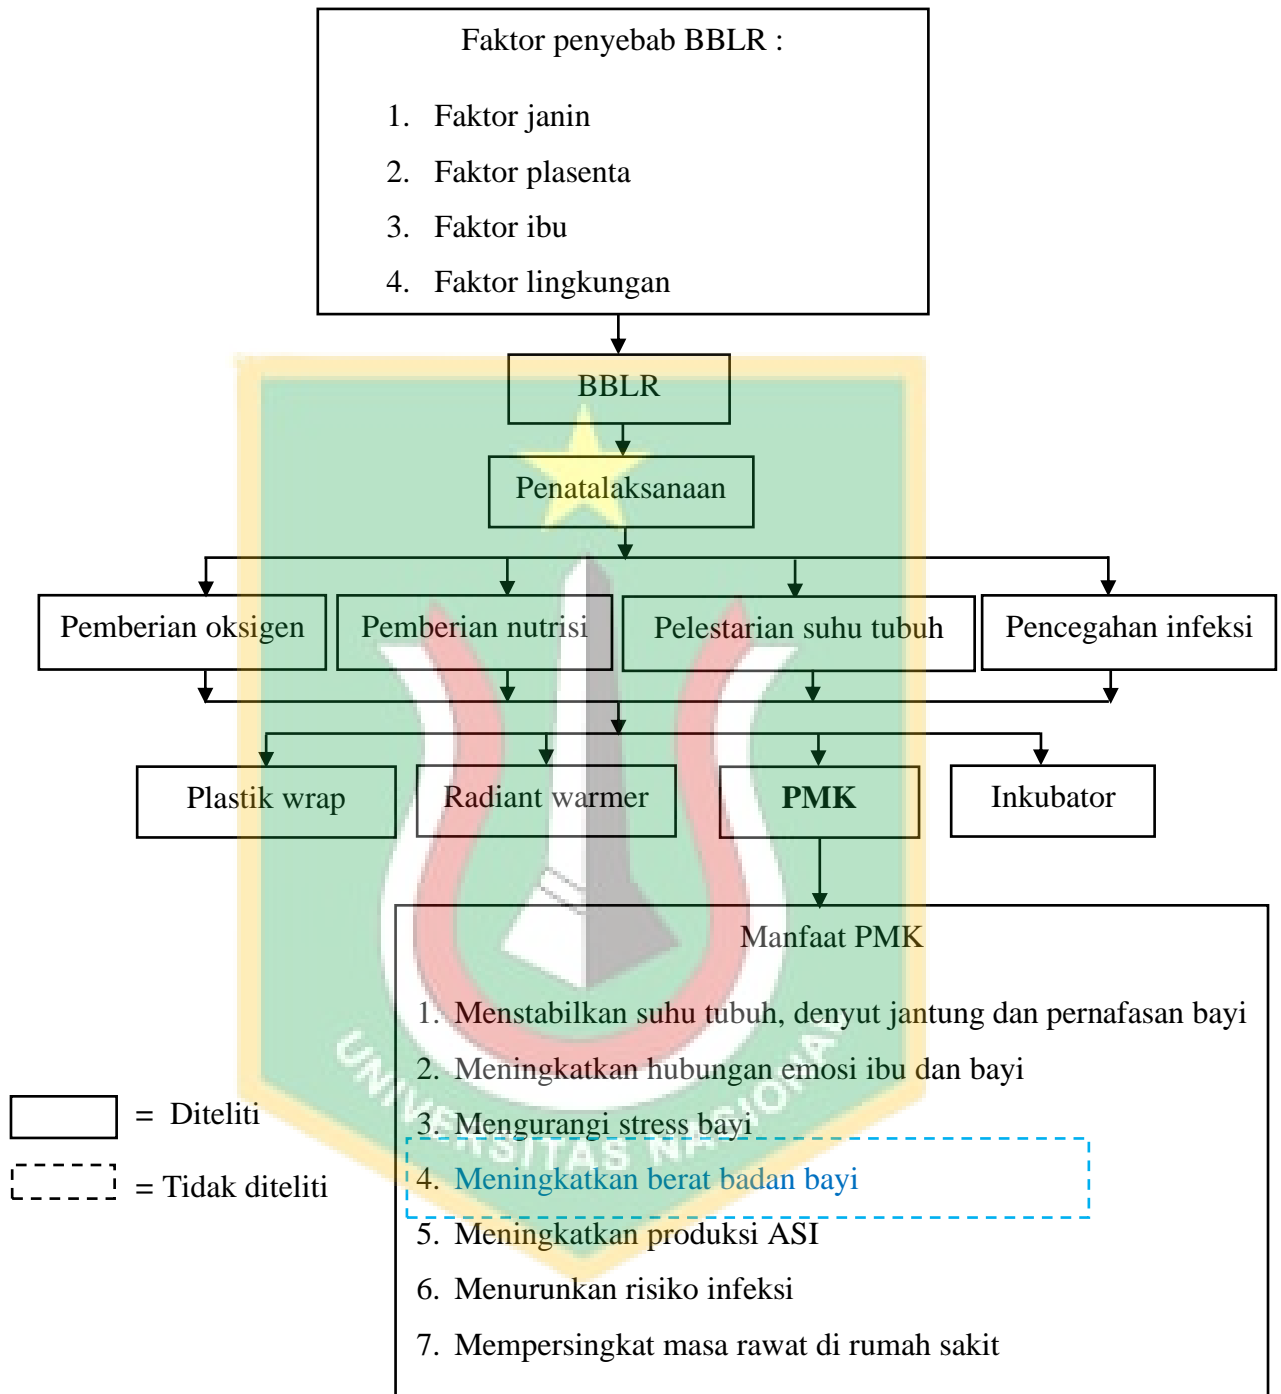 Faktor penyebab BBLR :
1. Faktor janin
2. Faktor plasenta
3. Faktor ibu
4. Faktor lingkungan
BBLR
Penatalaksanaan
Pemberian oksigen
Pemberian nutrisi
Pelestarian suhu tubuh
Pencegahan infeksi
Plastik wrap
Radiant warmer
PMK
Inkubator
Manfaat PMK
1. Menstabilkan suhu tubuh, denyut jantung dan pernafasan bayi
2. Meningkatkan hubungan emosi ibu dan bayi
3. Mengurangi stress bayi
4. Meningkatkan berat badan bayi
5. Meningkatkan produksi ASI
6. Menurunkan risiko infeksi
7. Mempersingkat masa rawat di rumah sakit
= Diteliti
= Tidak diteliti
UNIVERSITAS NASIONAL